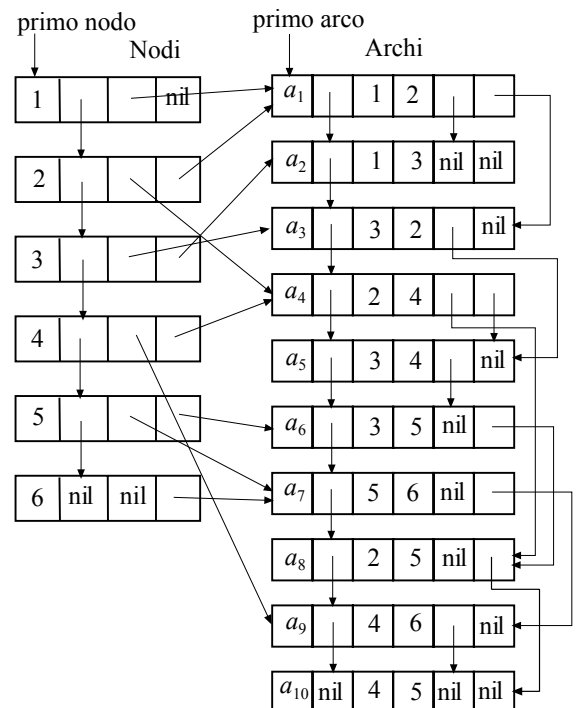 primo nodo
primo arco
Nodi
Archi
1 nil
2
3
4
5
6 nil nil
a1 1 2
a2 1 3 nil nil
a3 3 2 nil
a4 2 4
a5 3 4 nil
a6 3 5 nil
a7 5 6 nil
a8 2 5 nil
a9 4 6 nil
a10 nil 4 5 nil nil